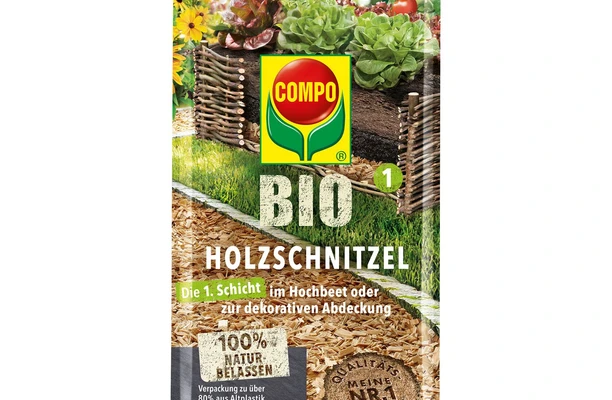 COMPO
®
BIO
1
HOLZSCHNITZEL
Die 1. Schicht im Hochbeet oder
zur dekorativen Abdeckung
100%
NATUR-
BELASSEN
Verpackung zu über
80% aus Altplastik
QUALITÄTS
MEINE
NR.1